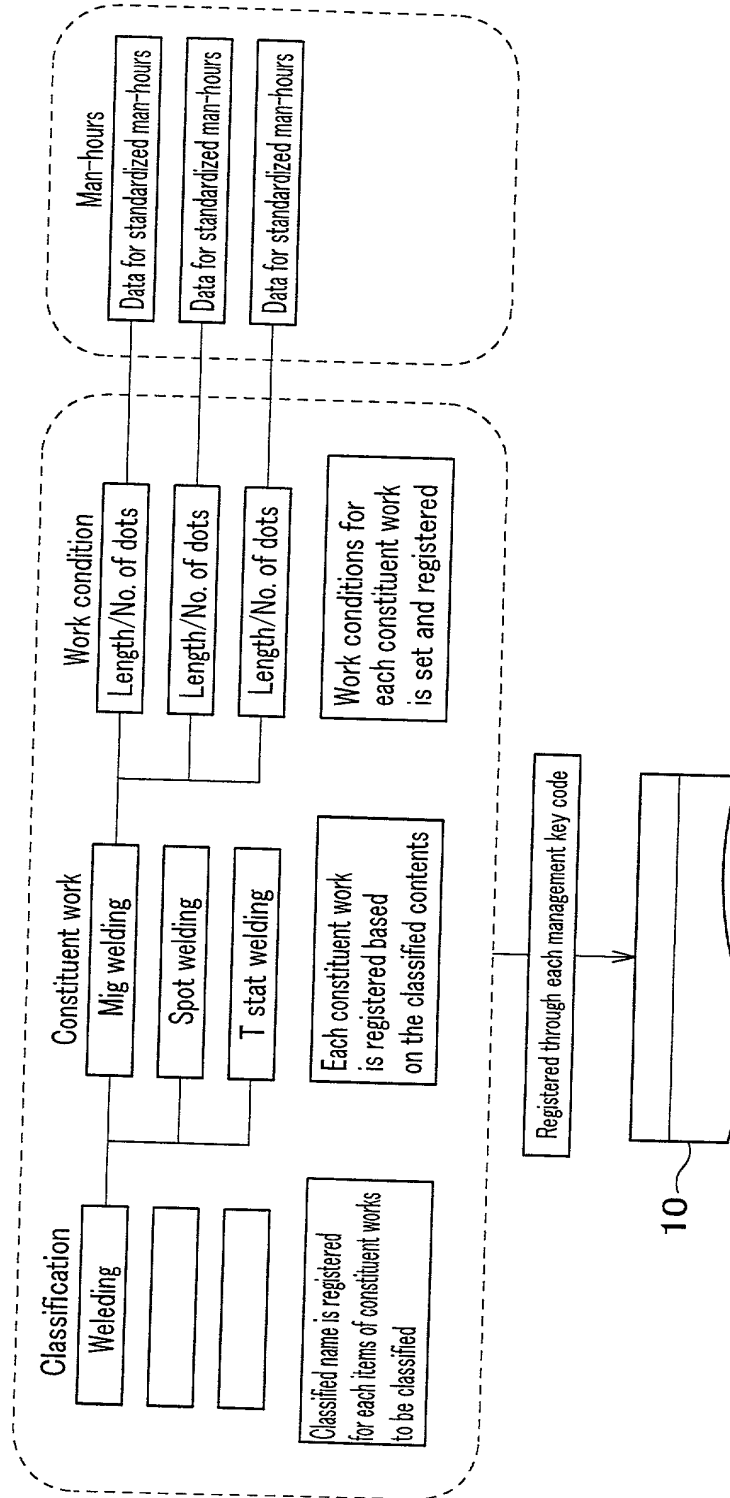 Classification
Weleding
Classified name is registered
for each items of constituent works
to be classified
Constituent work
Mig welding
Spot welding
T stat welding
Each constituent work
is registered based
on the classified contents
Work condition
Length/No. of dots
Length/No. of dots
Length/No. of dots
Work conditions for
each constituent work
is set and registered
Man-hours
Data for standardized man-hours
Data for standardized man-hours
Data for standardized man-hours
Registered through each management key code
10